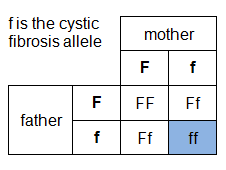 f is the cystic
fibrosis allele
mother
F f
father
F FF Ff
f Ff ff